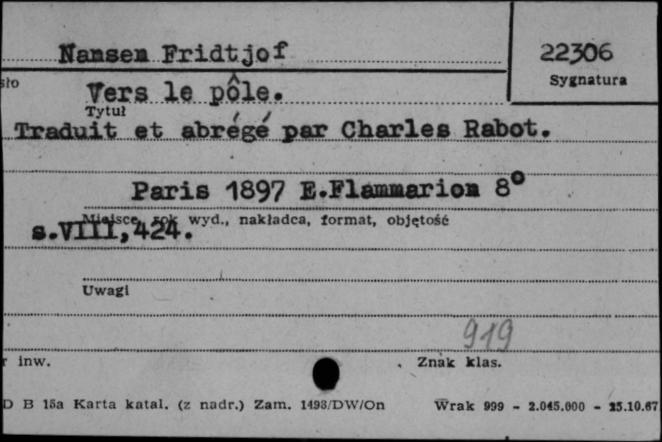 Nansen Fridtjof
22306
Sygnatura
sło
Vers le pôle.
Tytuł
Traduit et abrégé par Charles Rabot.
Paris 1897 E.Flammarion 8°
Miejsce, rok wyd., nakładca, format, objętość
s.VIII,424.
Uwagi
919
r inw.
Znak klas.
D B 15a Karta katal. (z nadr.) Zam. 1498/DW/On Wrak 999 - 2.045.000 - 25.10.67